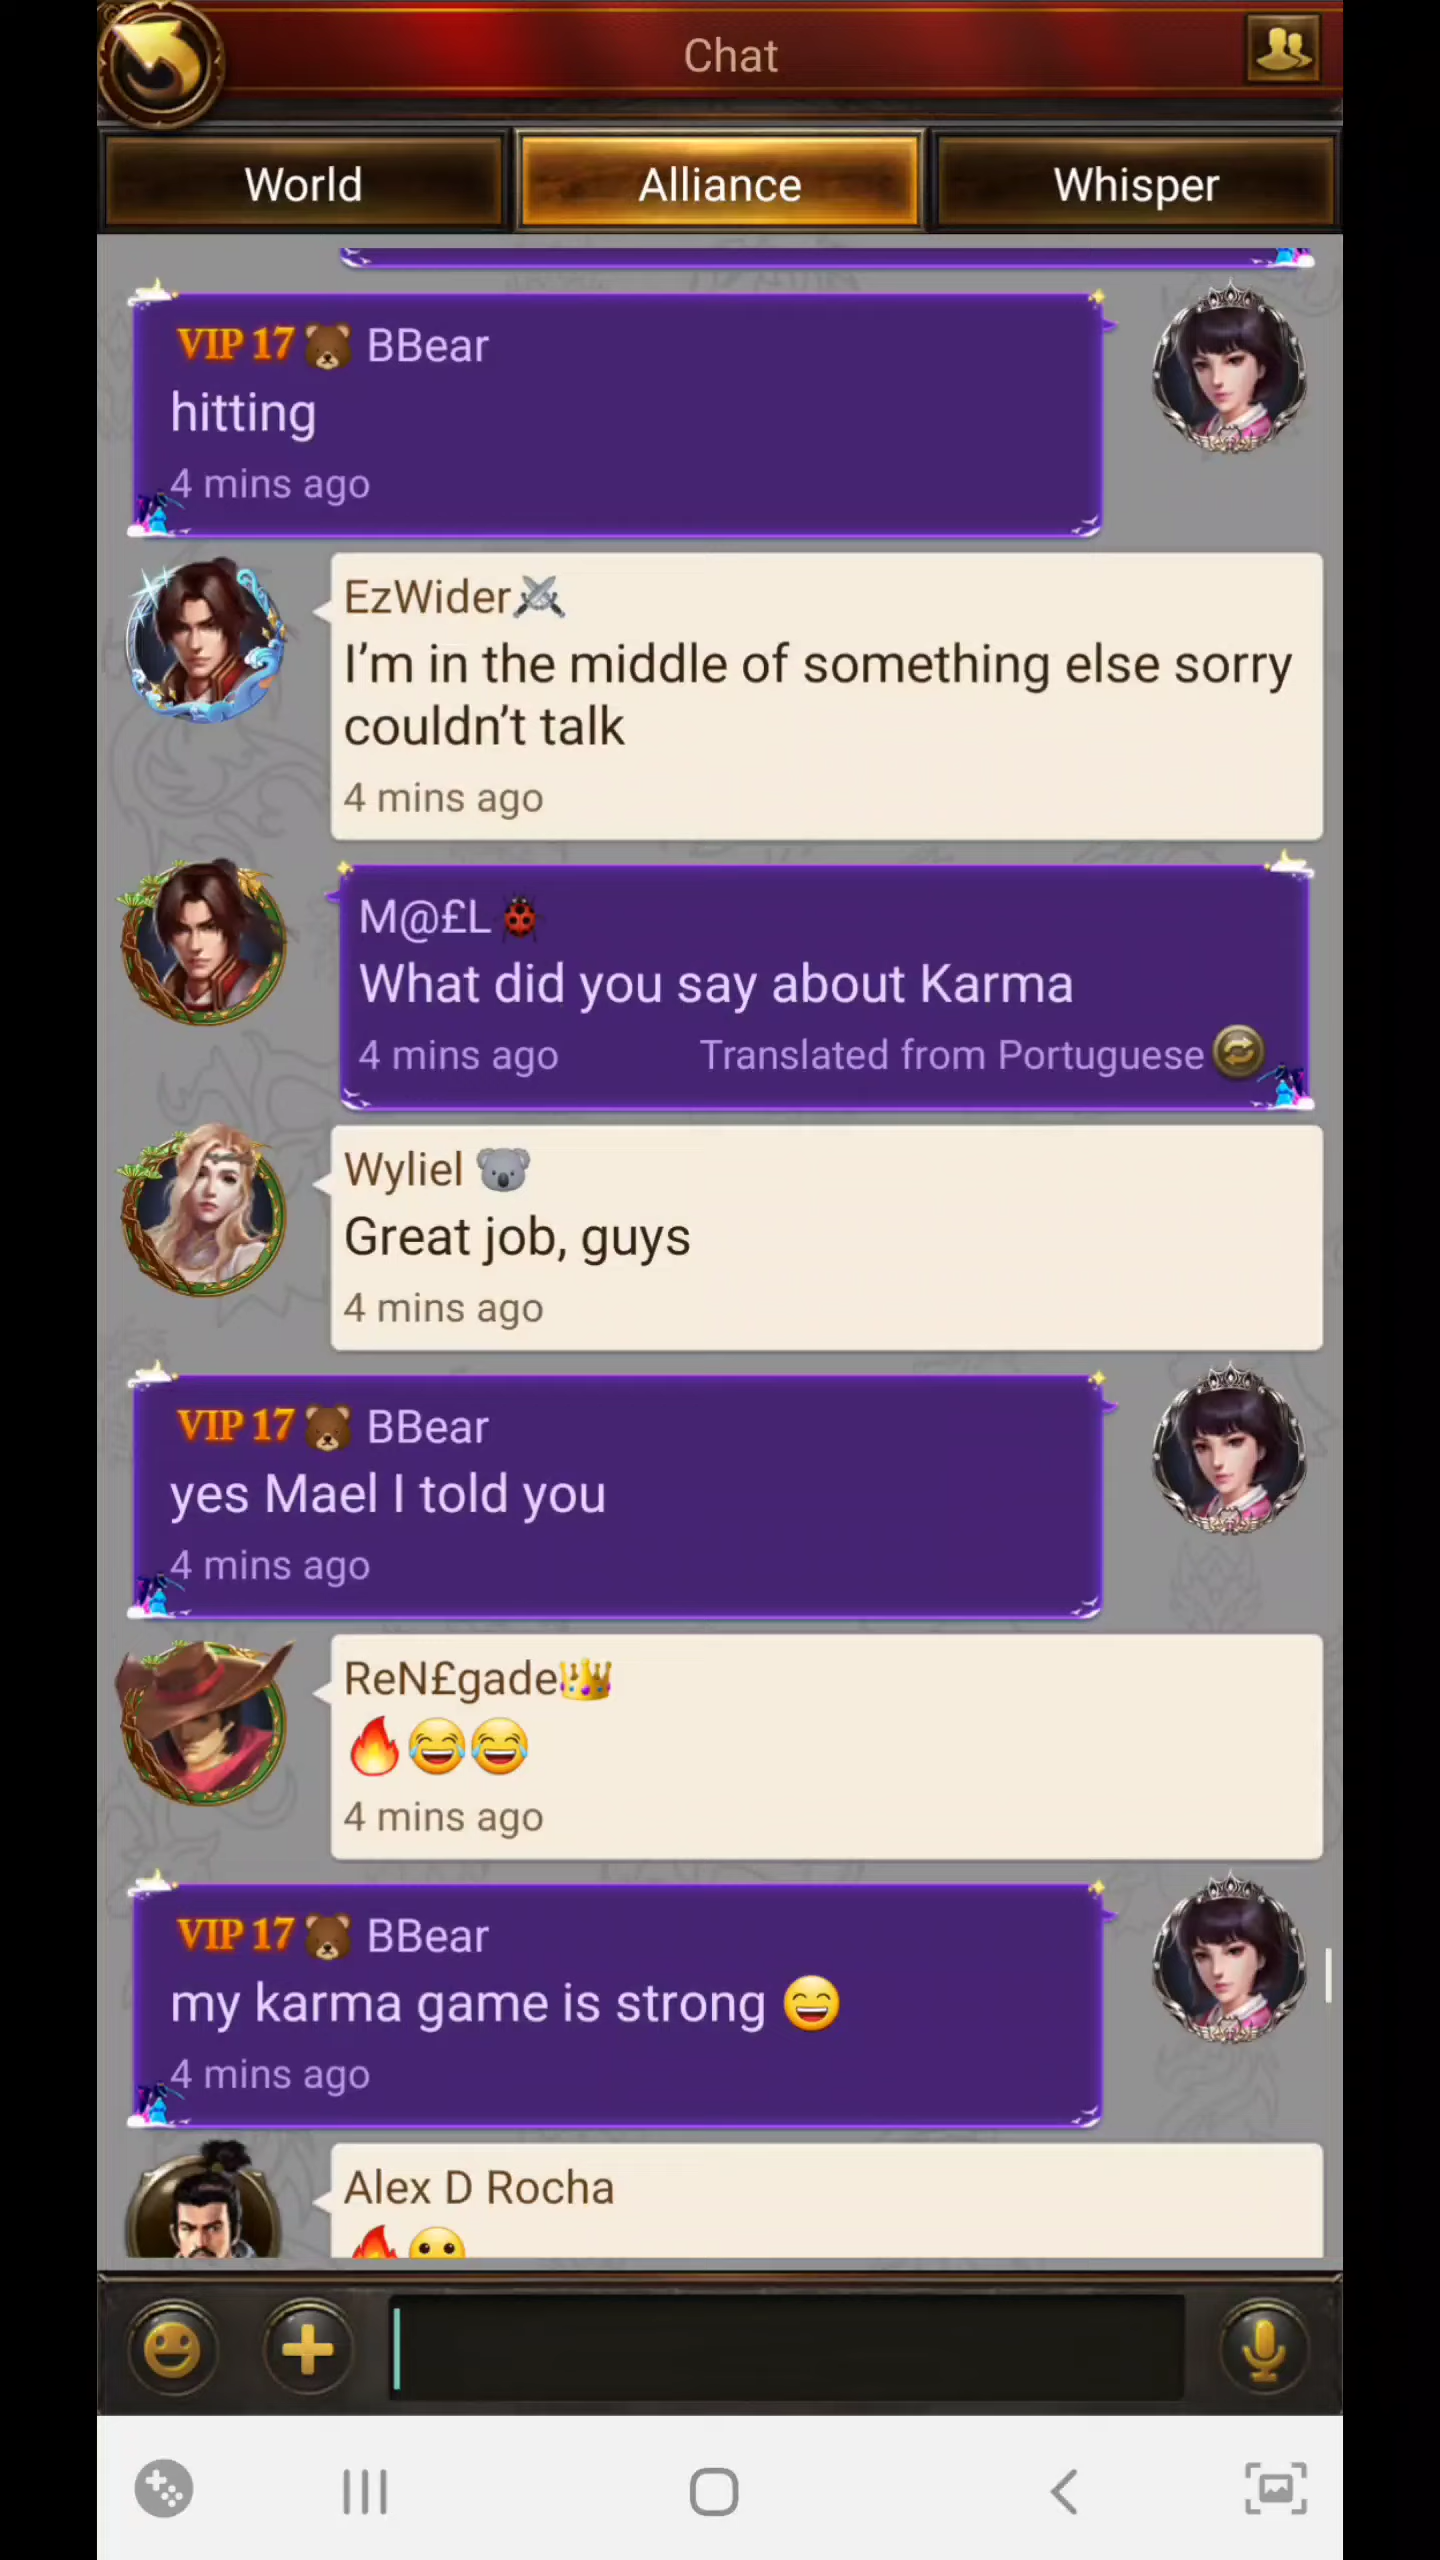 Chat
World
Alliance
Whisper
VIP 17🐻 BBear
hitting
4 mins ago
EzWider⚔️
I’m in the middle of something else sorry
couldn’t talk
4 mins ago
M@£L🐞
What did you say about Karma
4 mins ago
Translated from Portuguese
Wyliel 🐨
Great job, guys
4 mins ago
VIP 17🐻 BBear
yes Mael I told you
4 mins ago
ReN£gade👑
🔥😂😂
4 mins ago
VIP 17🐻 BBear
my karma game is strong 😄
4 mins ago
Alex D Rocha